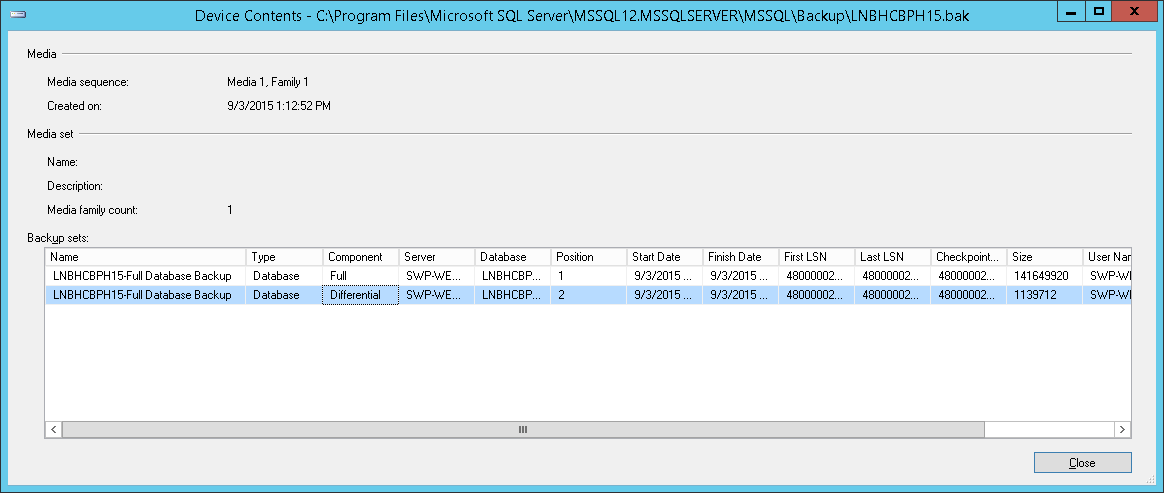 Device Contents - C:\Program Files\Microsoft SQL Server\MSSQL12.MSSQLSERVER\MSSQL\Backup\LNBHCBPH15.bak
Media
Media sequence: Media 1, Family 1
Created on: 9/3/2015 1:12:52 PM
Media set
Name:
Description:
Media family count: 1
Backup sets:
Name Type Component Server Database Position Start Date Finish Date First LSN Last LSN Checkpoint... Size User Nar
LNBHCBPH15-Full Database Backup Database Full SWP-WE... LNBHCBP... 1 9/3/2015 ... 9/3/2015 ... 48000002... 48000002... 48000002... 141649920 SWP-WI
LNBHCBPH15-Full Database Backup Database Differential SWP-WE... LNBHCBP... 2 9/3/2015 ... 9/3/2015 ... 48000002... 48000002... 48000002... 1139712 SWP-WI
Close